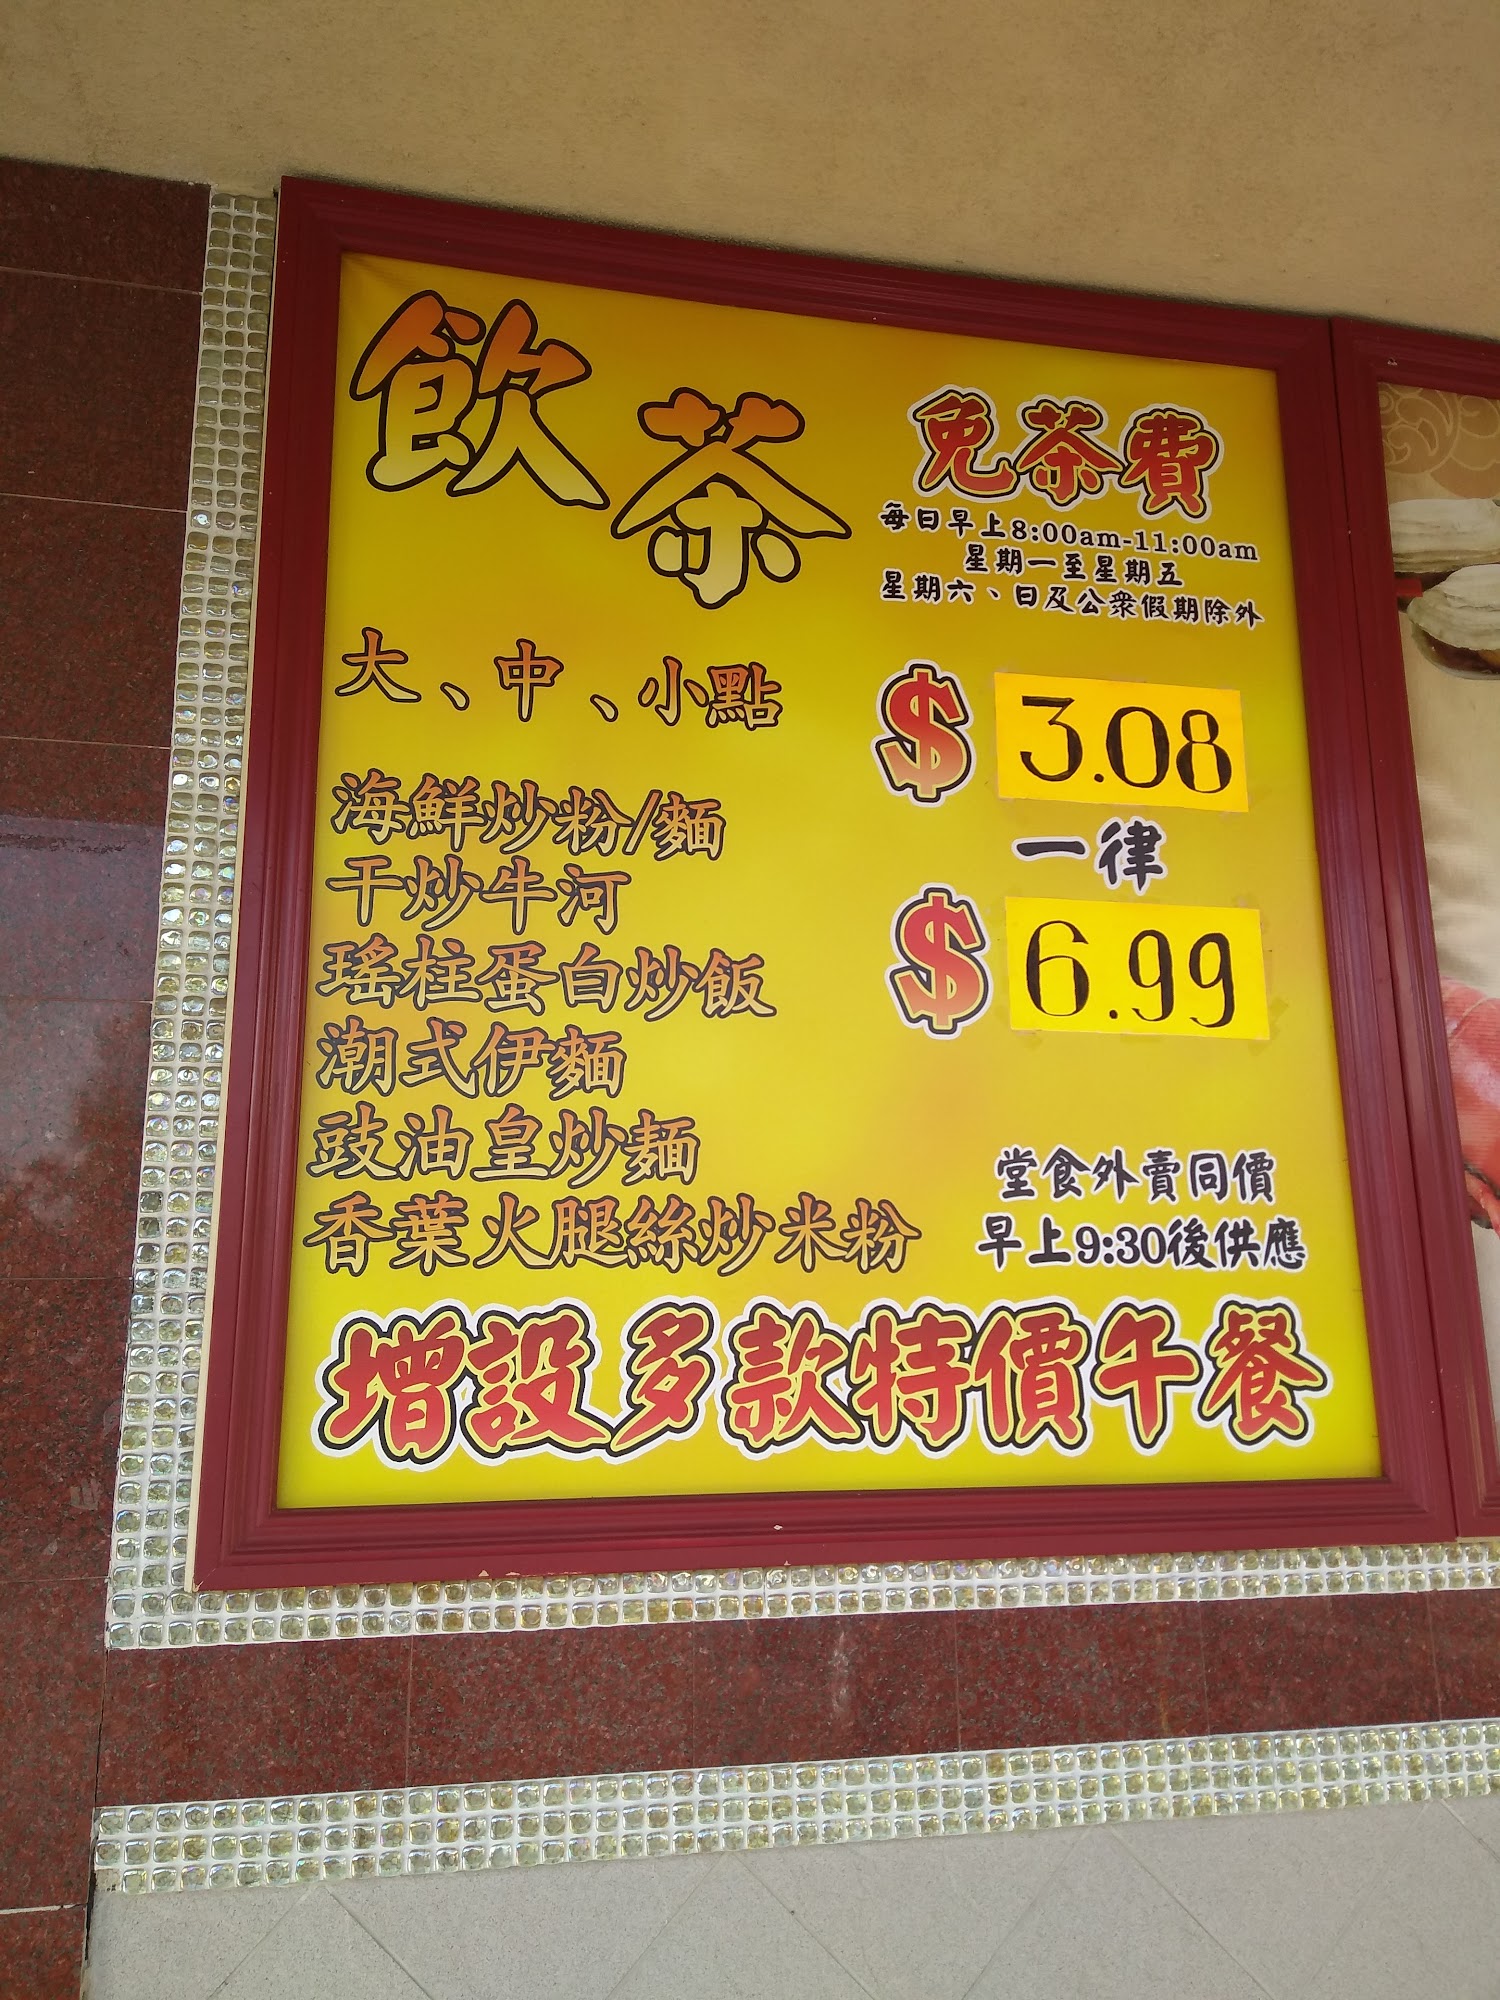 飲茶
免茶費
每日早上8:00am-11:00am
星期一至星期五
星期六、日及公眾假期除外
大、中、小點
$3.08
海鮮炒粉/麵
干炒牛河
瑤柱蛋白炒飯
潮式伊麵
豉油皇炒麵
香葉火腿絲炒米粉
一律
$6.99
堂食外賣同價
早上9:30後供應
增設多款特價午餐